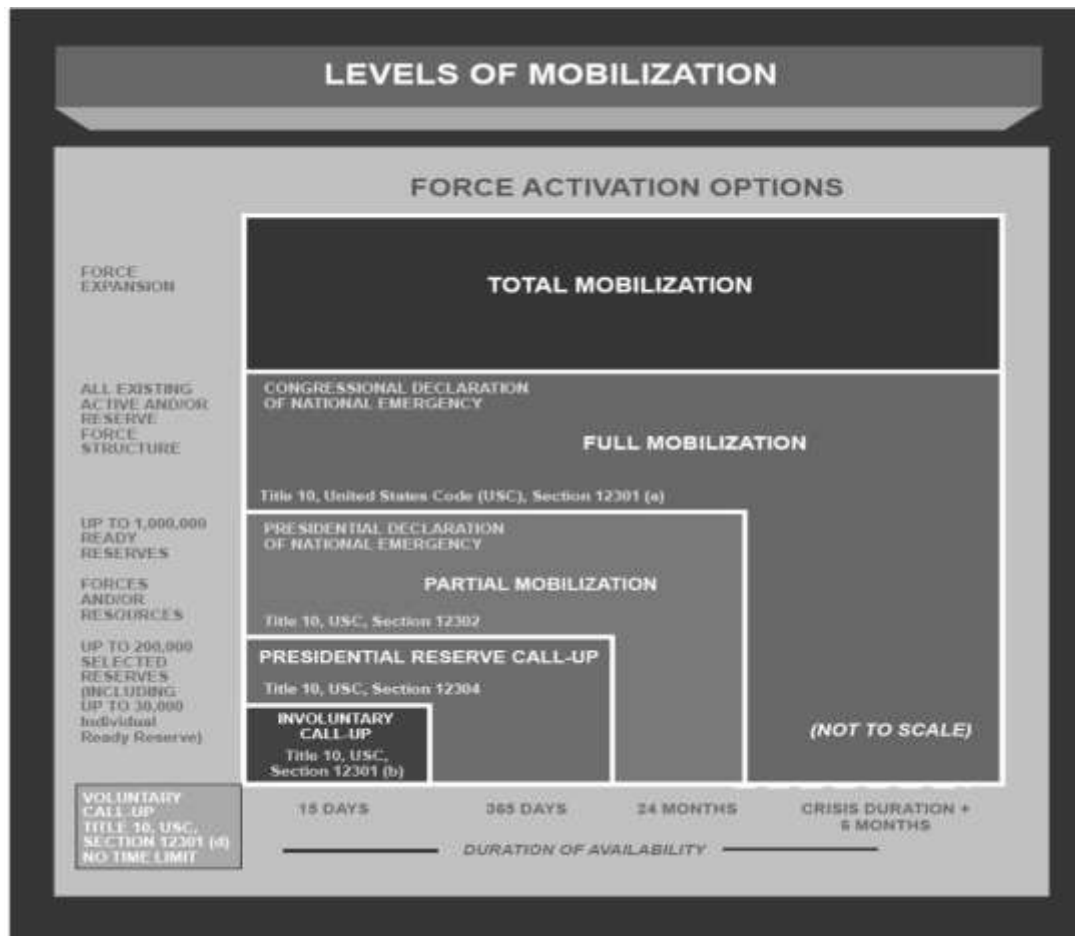 LEVELS OF MOBILIZATION
FORCE ACTIVATION OPTIONS
FORCE
EXPANSION
TOTAL MOBILIZATION
ALL EXISTING
ACTIVE AND/OR
RESERVE
FORCE
STRUCTURE
CONGRESSIONAL DECLARATION
OF NATIONAL EMERGENCY
FULL MOBILIZATION
Title 10, United States Code (USC), Section 12301 (a)
UP TO 1,000,000
READY
RESERVES
PRESIDENTIAL DECLARATION
OF NATIONAL EMERGENCY
FORCES
AND/OR
RESOURCES
PARTIAL MOBILIZATION
Title 10, USC, Section 12302
UP TO 200,000
SELECTED
RESERVES
(INCLUDING
UP TO 30,000
Individual
Ready Reserve)
PRESIDENTIAL RESERVE CALL-UP
Title 10, USC, Section 12304
INVOLUNTARY
CALL-UP
Title 10, USC,
Section 12301 (b)
(NOT TO SCALE)
VOLUNTARY
CALL-UP
TITLE 10, USC,
SECTION 12301 (d)
NO TIME LIMIT
15 DAYS
365 DAYS
24 MONTHS
CRISIS DURATION +
6 MONTHS
DURATION OF AVAILABILITY